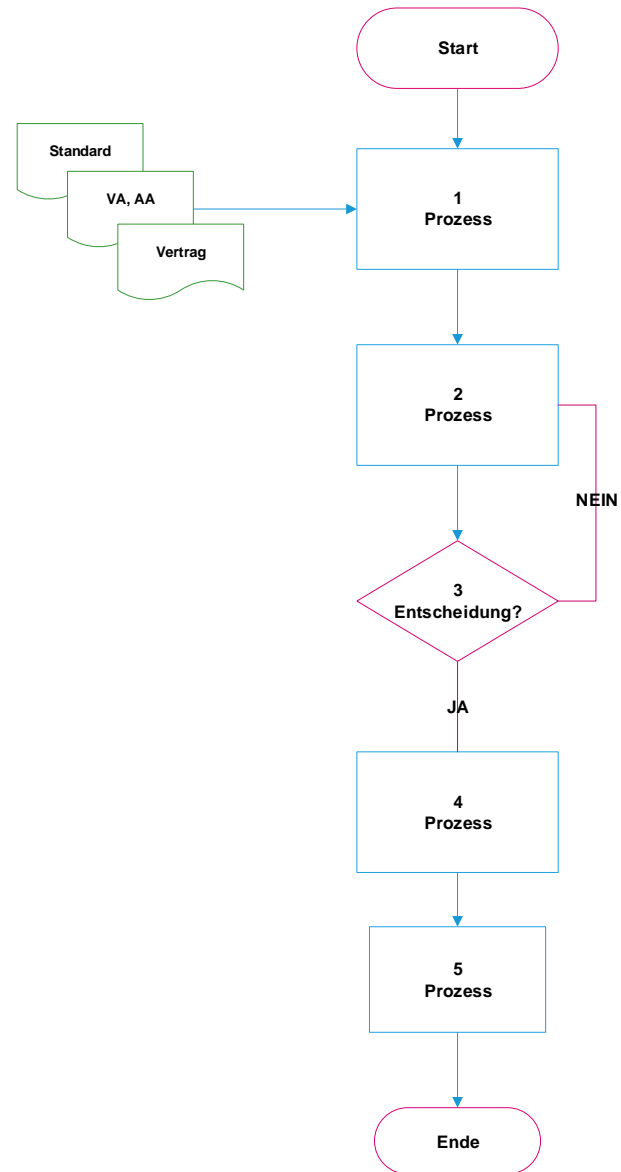 Start
Standard
VA, AA
Vertrag
1
Prozess
2
Prozess
NEIN
3
Entscheidung?
JA
4
Prozess
5
Prozess
Ende